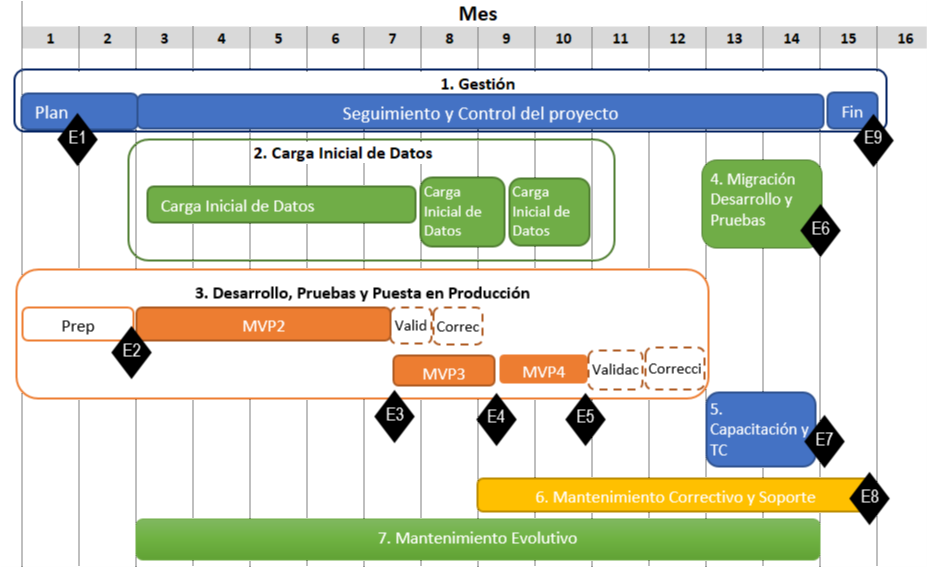 Mes
1 2 3 4 5 6 7 8 9 10 11 12 13 14 15 16
1. Gestión
Plan
Seguimiento y Control del proyecto
Fin
E1
E9
2. Carga Inicial de Datos
Carga Inicial de Datos
Carga
Inicial de
Datos
Carga
Inicial de
Datos
4. Migración
Desarrollo y
Pruebas
E6
3. Desarrollo, Pruebas y Puesta en Producción
Prep
MVP2
Valid
Correc
E2
MVP3
MVP4
Validac
Correcci
E3
E4
E5
5.
Capacitación y
TC
E7
6. Mantenimiento Correctivo y Soporte
E8
7. Mantenimiento Evolutivo